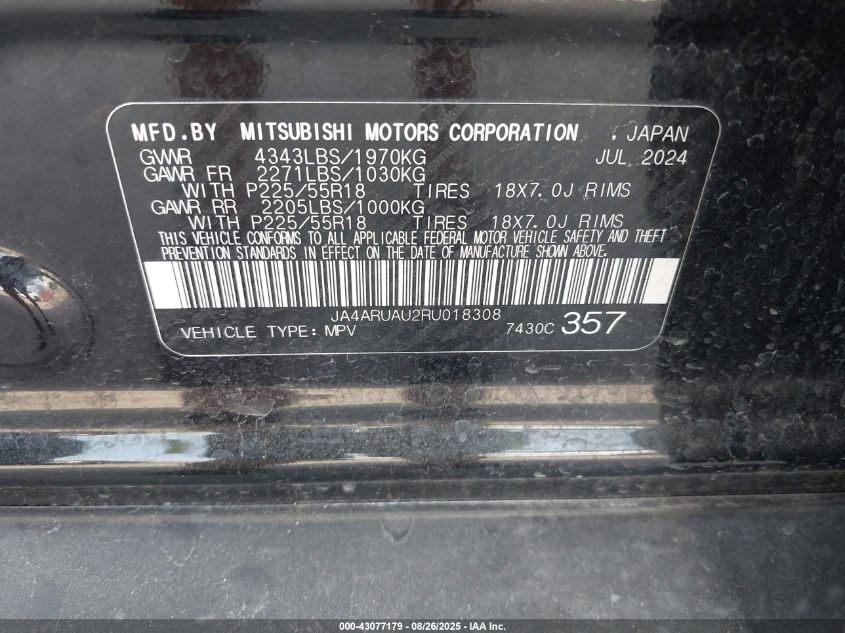 MFD.BY MITSUBISHI MOTORS CORPORATION , JAPAN
GVWR 4343LBS/1970KG JUL 2024
GAWR FR 2271LBS/1030KG
WITH P225/55R18 TIRES 18X7.0J RIMS
GAWR RR 2205LBS/1000KG
WITH P225/55R18 TIRES 18X7.0J RIMS
THIS VEHICLE CONFORMS TO ALL APPLICABLE FEDERAL MOTOR VEHICLE SAFETY AND THEFT
PREVENTION STANDARDS IN EFFECT ON THE DATE OF MANUFACTURE SHOWN ABOVE.
JA4ARUAU2RU018308
VEHICLE TYPE: MPV 7430C 357
000-43077179 - 08/26/2025 - IAA Inc.